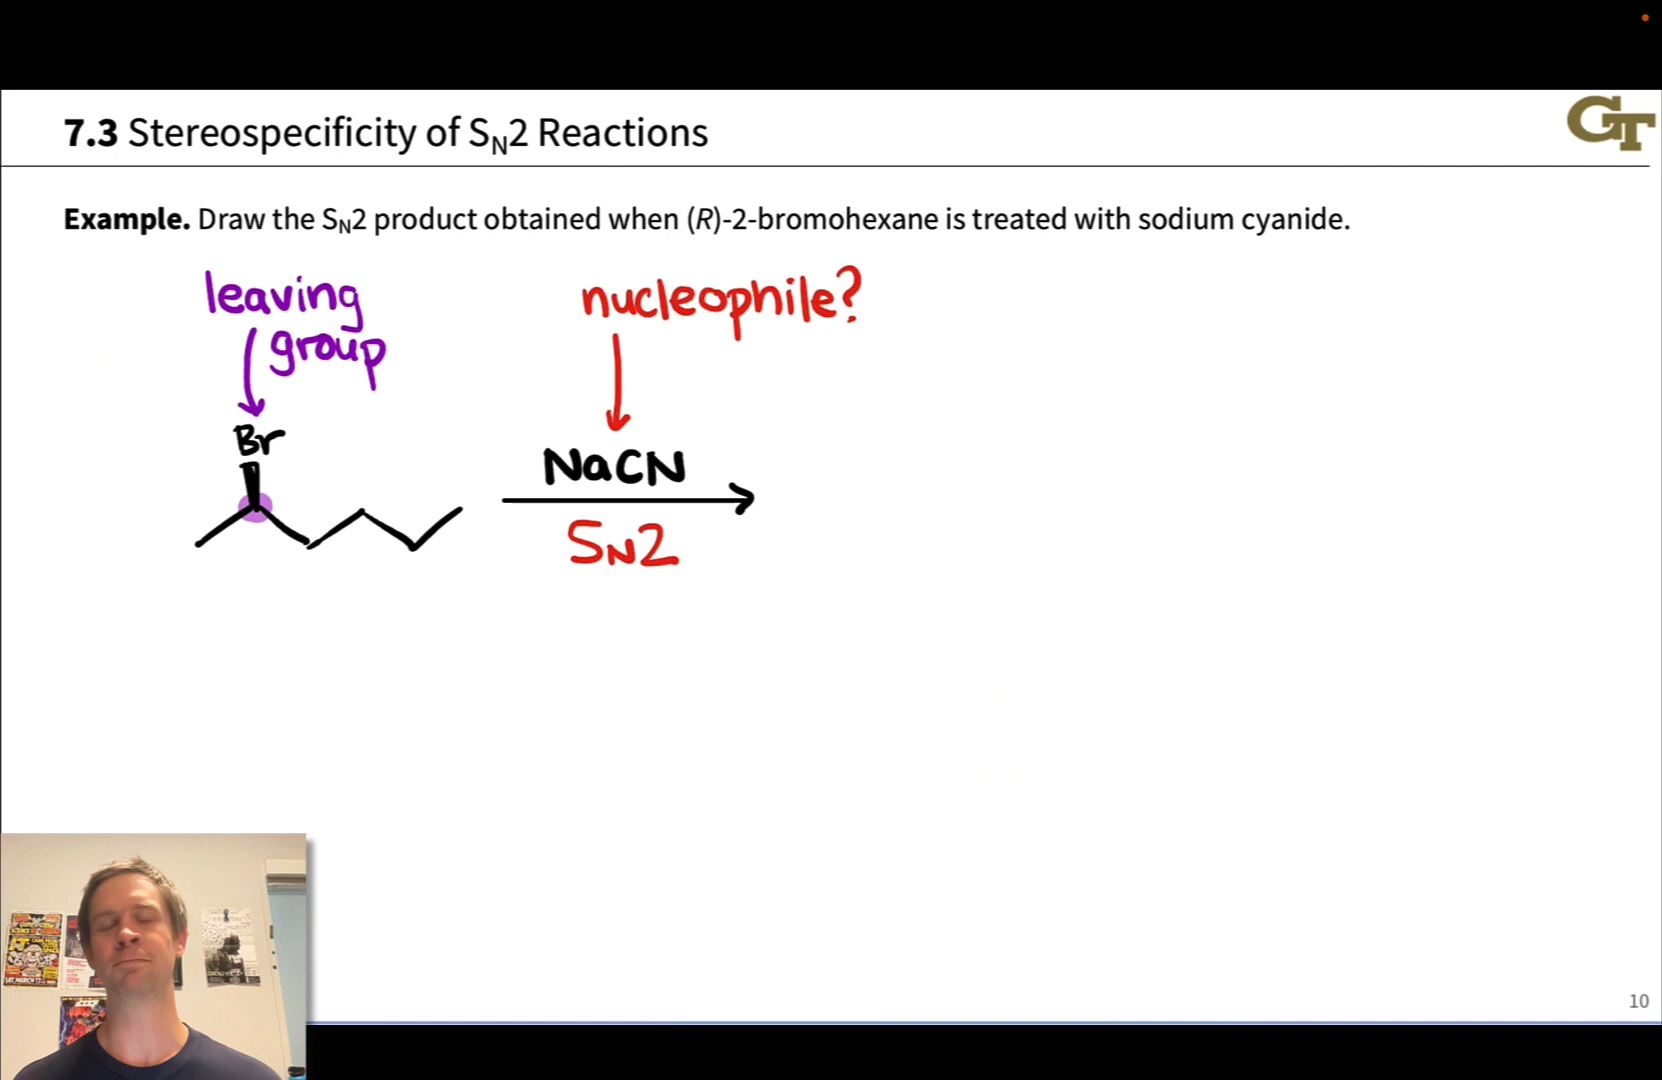 7.3 Stereospecificity of SN2 Reactions
GT
Example. Draw the SN2 product obtained when (R)-2-bromohexane is treated with sodium cyanide.
leaving
group
nucleophile?
Br
NaCN
SN2
10